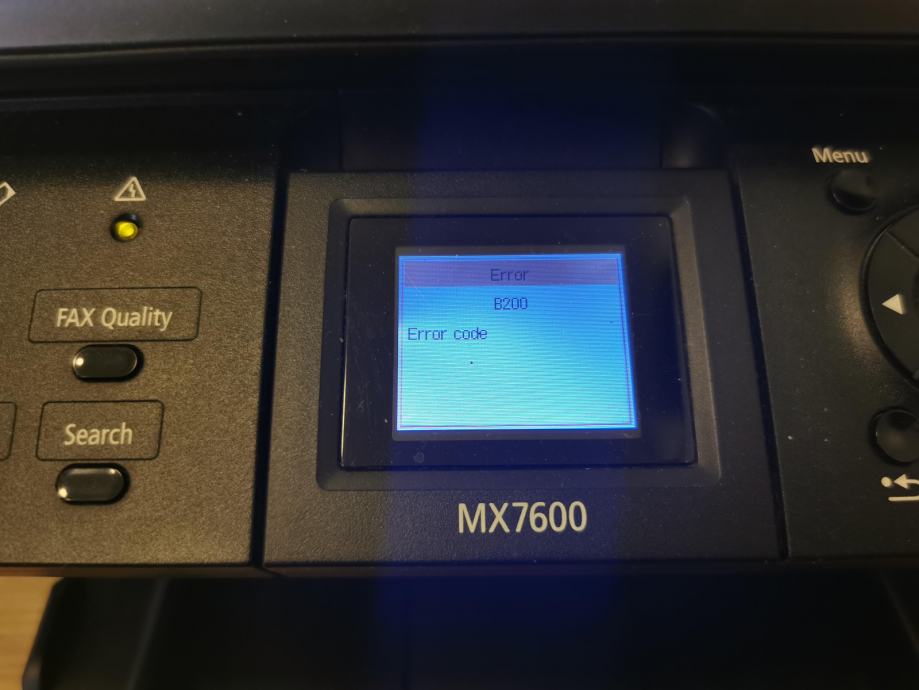 Menu
FAX Quality
Search
Error
B200
Error code
MX7600